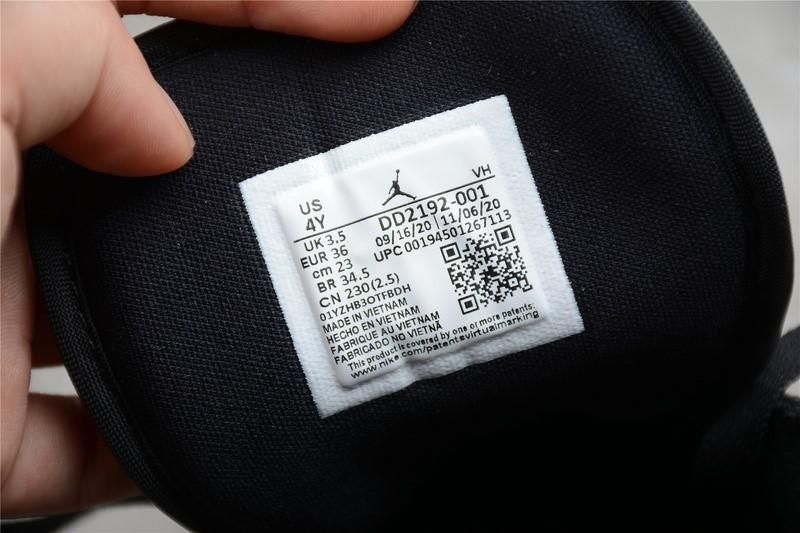 US
4Y
VH
UK 3.5
DD2192-001
EUR 36
09/16/20 11/06/20
cm 23
UPC 00194501267113
BR 34.5
CN 230(2.5)
01YZHB3OTFBDH
MADE IN VIETNAM
HECHO EN VIETNAM
FABRIQUE AU VIETNAM
FABRICADO NO VIETNÃ
This product is covered by one or more patents:
www.nike.com/patentsvirtualmarking